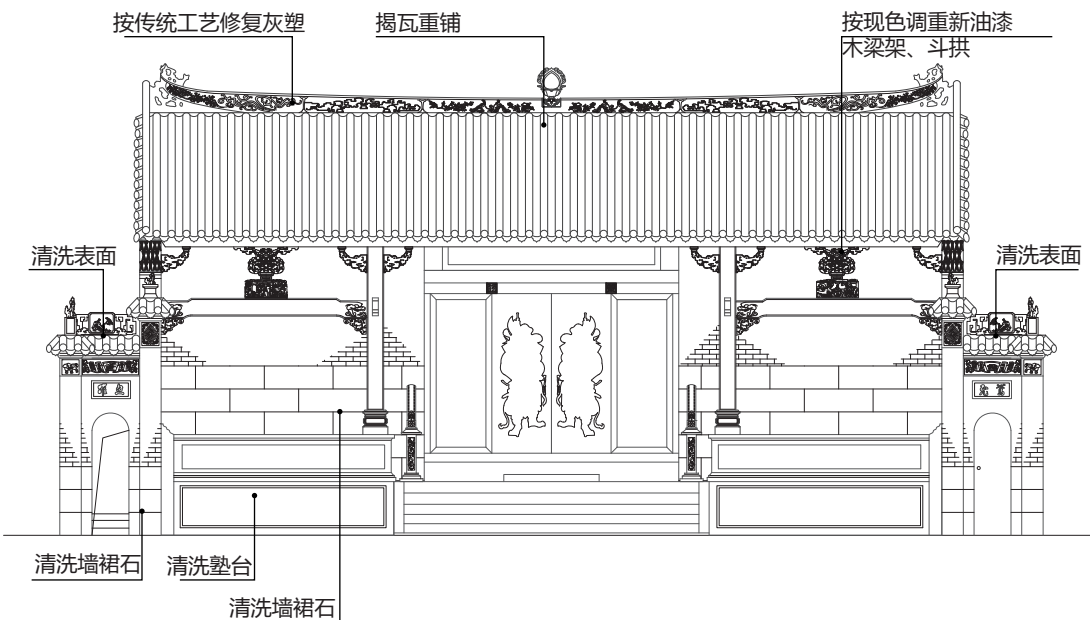 按传统工艺修复灰塑
揭瓦重铺
按现色调重新油漆
木梁架、斗拱
清洗表面
清洗表面
清洗墙裙石
清洗塾台
清洗墙裙石